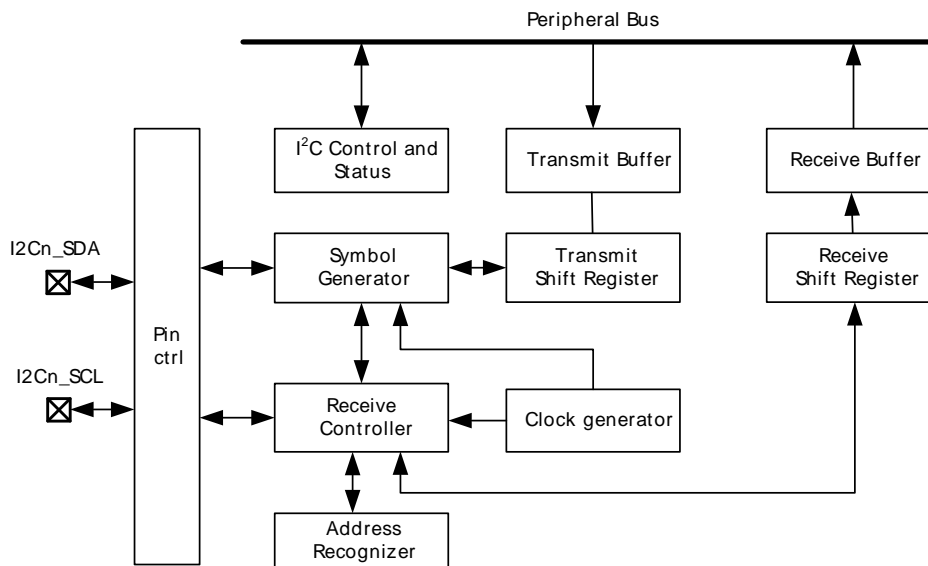 Peripheral Bus
I²C Control and
Status
Transmit Buffer
Receive Buffer
I2Cn_SDA
Symbol
Generator
Transmit
Shift Register
Receive
Shift Register
Pin
ctrl
I2Cn_SCL
Receive
Controller
Clock generator
Address
Recognizer